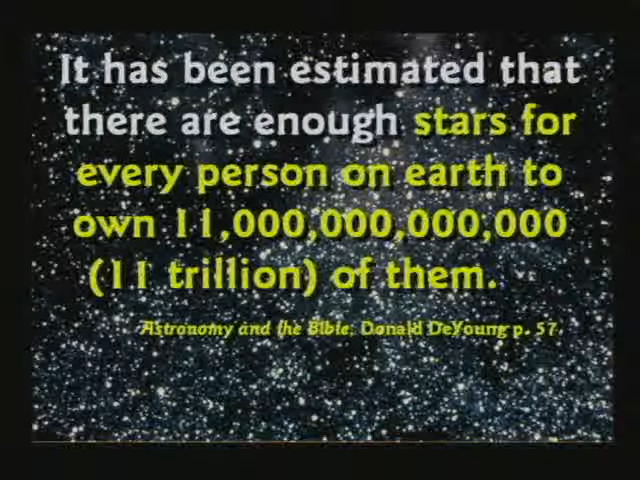 It has been estimated that
there are enough stars for
every person on earth to
own 11,000,000,000,000
(11 trillion) of them.
Astronomy and the Bible, Donald DeYoung p. 57.